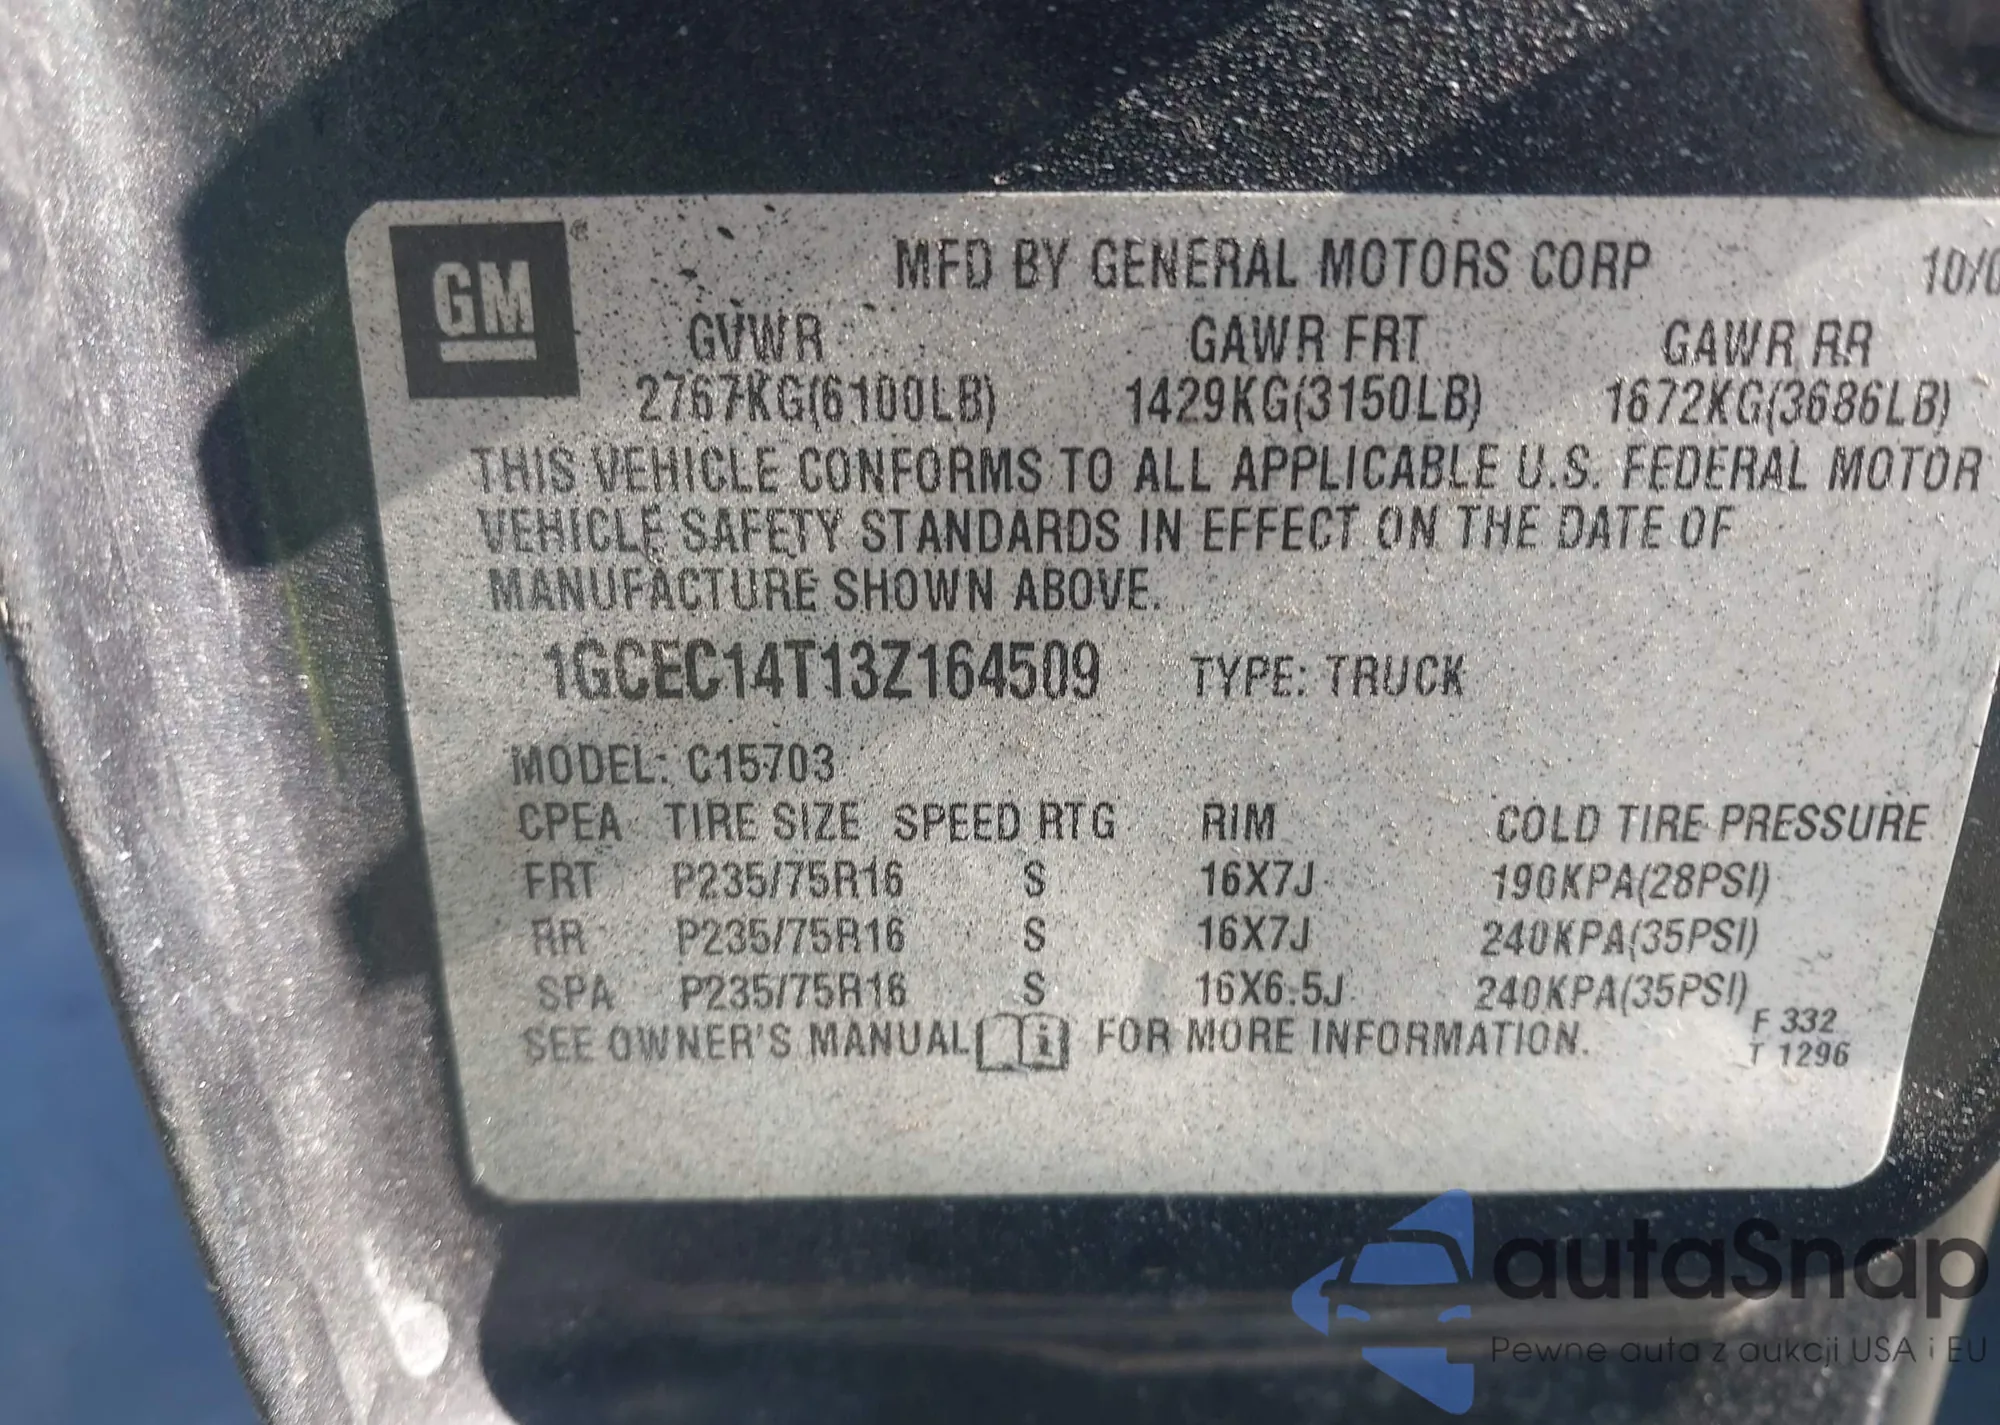 GM®
MFD BY GENERAL MOTORS CORP 10/0
GVWR GAWR FRT GAWR RR
2767KG(6100LB) 1429KG(3150LB) 1672KG(3686LB)
THIS VEHICLE CONFORMS TO ALL APPLICABLE U.S. FEDERAL MOTOR
VEHICLE SAFETY STANDARDS IN EFFECT ON THE DATE OF
MANUFACTURE SHOWN ABOVE.
1GCEC14T13Z164509 TYPE: TRUCK
MODEL: C15703
CPEA TIRE SIZE SPEED RTG RIM COLD TIRE PRESSURE
FRT P235/75R16 S 16X7J 190KPA(28PSI)
RR P235/75R16 S 16X7J 240KPA(35PSI)
SPA P235/75R16 S 16X6.5J 240KPA(35PSI)
SEE OWNER'S MANUAL i FOR MORE INFORMATION.
F 332
T 1296
autaSnap
Pewne auta z aukcji USA i EU